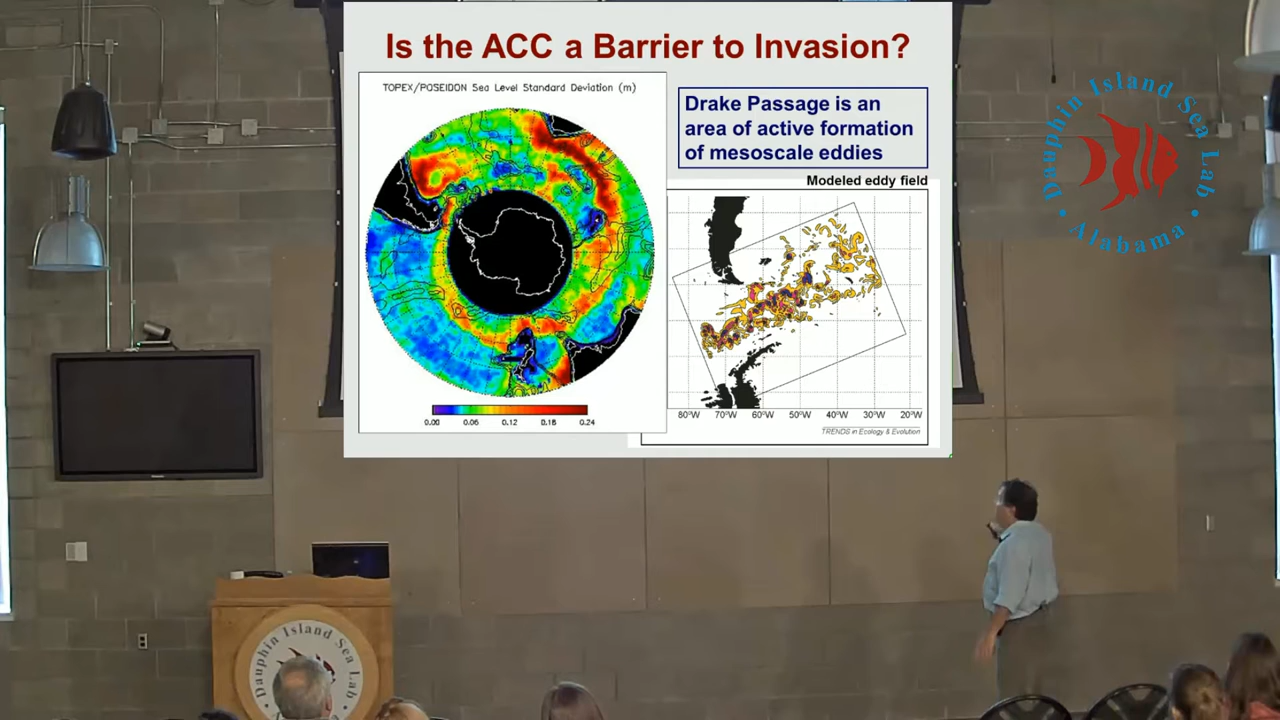 Is the ACC a Barrier to Invasion?
TOPEX/POSEIDON Sea Level Standard Deviation (m)
0.00 0.06 0.12 0.18 0.24
Drake Passage is an
area of active formation
of mesoscale eddies
Modeled eddy field
80°W 70°W 60°W 50°W 40°W 30°W 20°W
TRENDS in Ecology & Evolution
Dauphin Island Sea Lab
• Alabama •
Dauphin Island Sea Lab